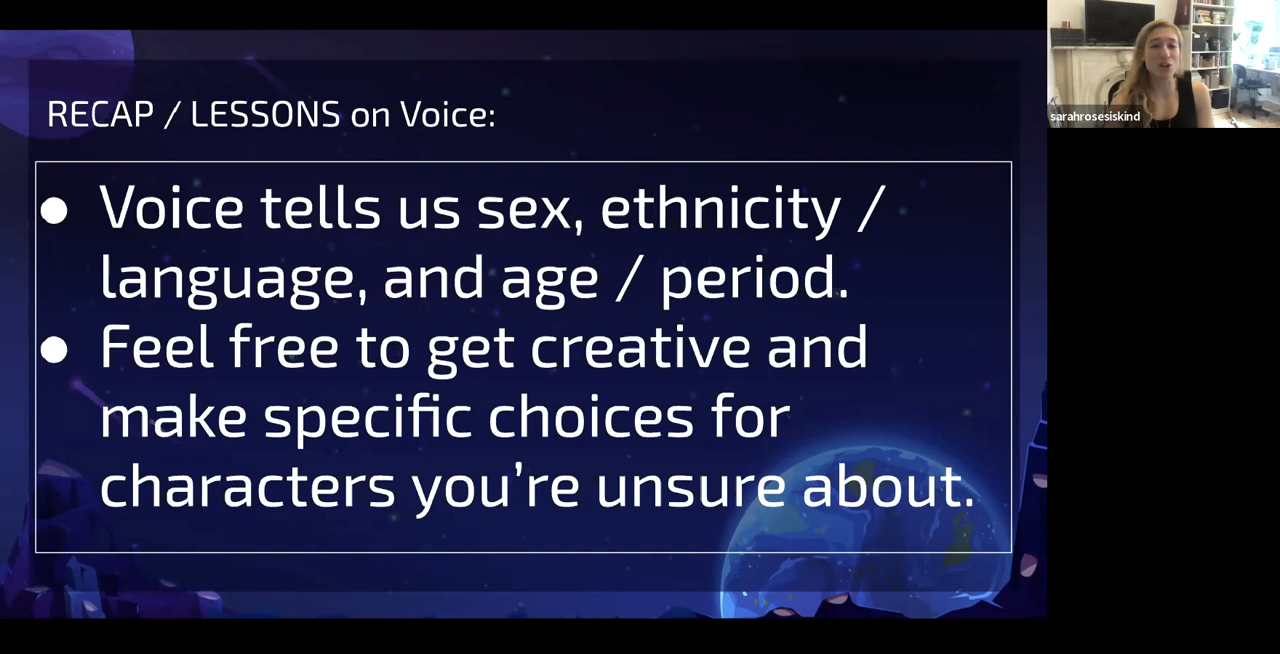 RECAP / LESSONS on Voice:
● Voice tells us sex, ethnicity /
language, and age / period.
● Feel free to get creative and
make specific choices for
characters you’re unsure about.
sarahrosesiskind